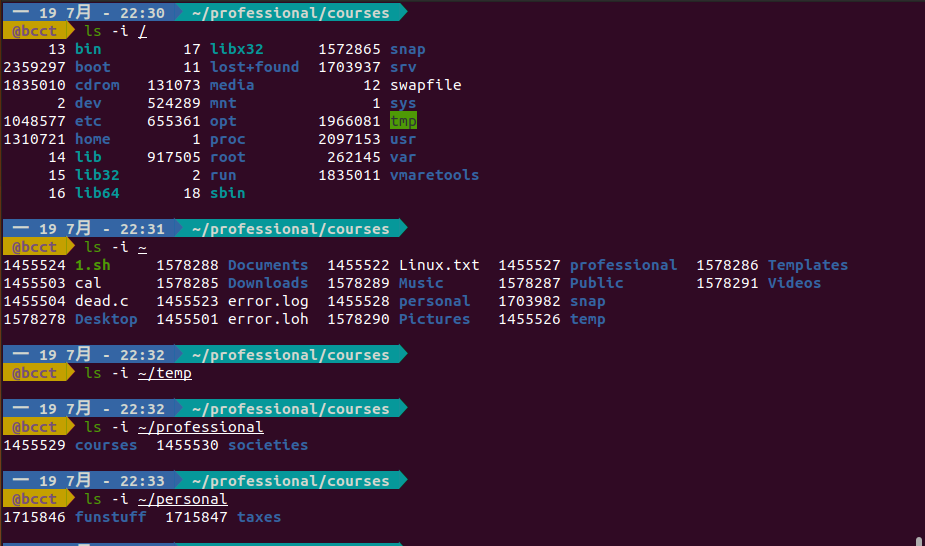 一 19 7月 - 22:30 ~/professional/courses
@bcct ls -i /
13 bin 17 libx32 1572865 snap
2359297 boot 11 lost+found 1703937 srv
1835010 cdrom 131073 media 12 swapfile
2 dev 524289 mnt 1 sys
1048577 etc 655361 opt 1966081 tmp
1310721 home 1 proc 2097153 usr
14 lib 917505 root 262145 var
15 lib32 2 run 1835011 vmaretools
16 lib64 18 sbin
一 19 7月 - 22:31 ~/professional/courses
@bcct ls -i ~
1455524 1.sh 1578288 Documents 1455522 Linux.txt 1455527 professional 1578286 Templates
1455503 cal 1578285 Downloads 1578289 Music 1578287 Public 1578291 Videos
1455504 dead.c 1455523 error.log 1455528 personal 1703982 snap
1578278 Desktop 1455501 error.loh 1578290 Pictures 1455526 temp
一 19 7月 - 22:32 ~/professional/courses
@bcct ls -i ~/temp
一 19 7月 - 22:32 ~/professional/courses
@bcct ls -i ~/professional
1455529 courses 1455530 societies
一 19 7月 - 22:33 ~/professional/courses
@bcct ls -i ~/personal
1715846 funstuff 1715847 taxes